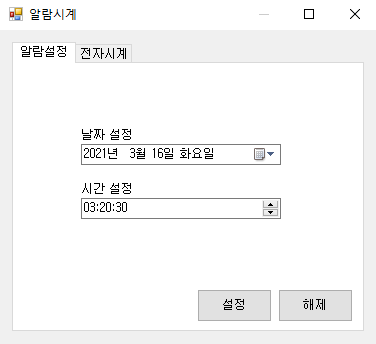 알람시계
알람설정 전자시계
날짜 설정
2021년 3월 16일 화요일
시간 설정
03:20:30
설정 해제